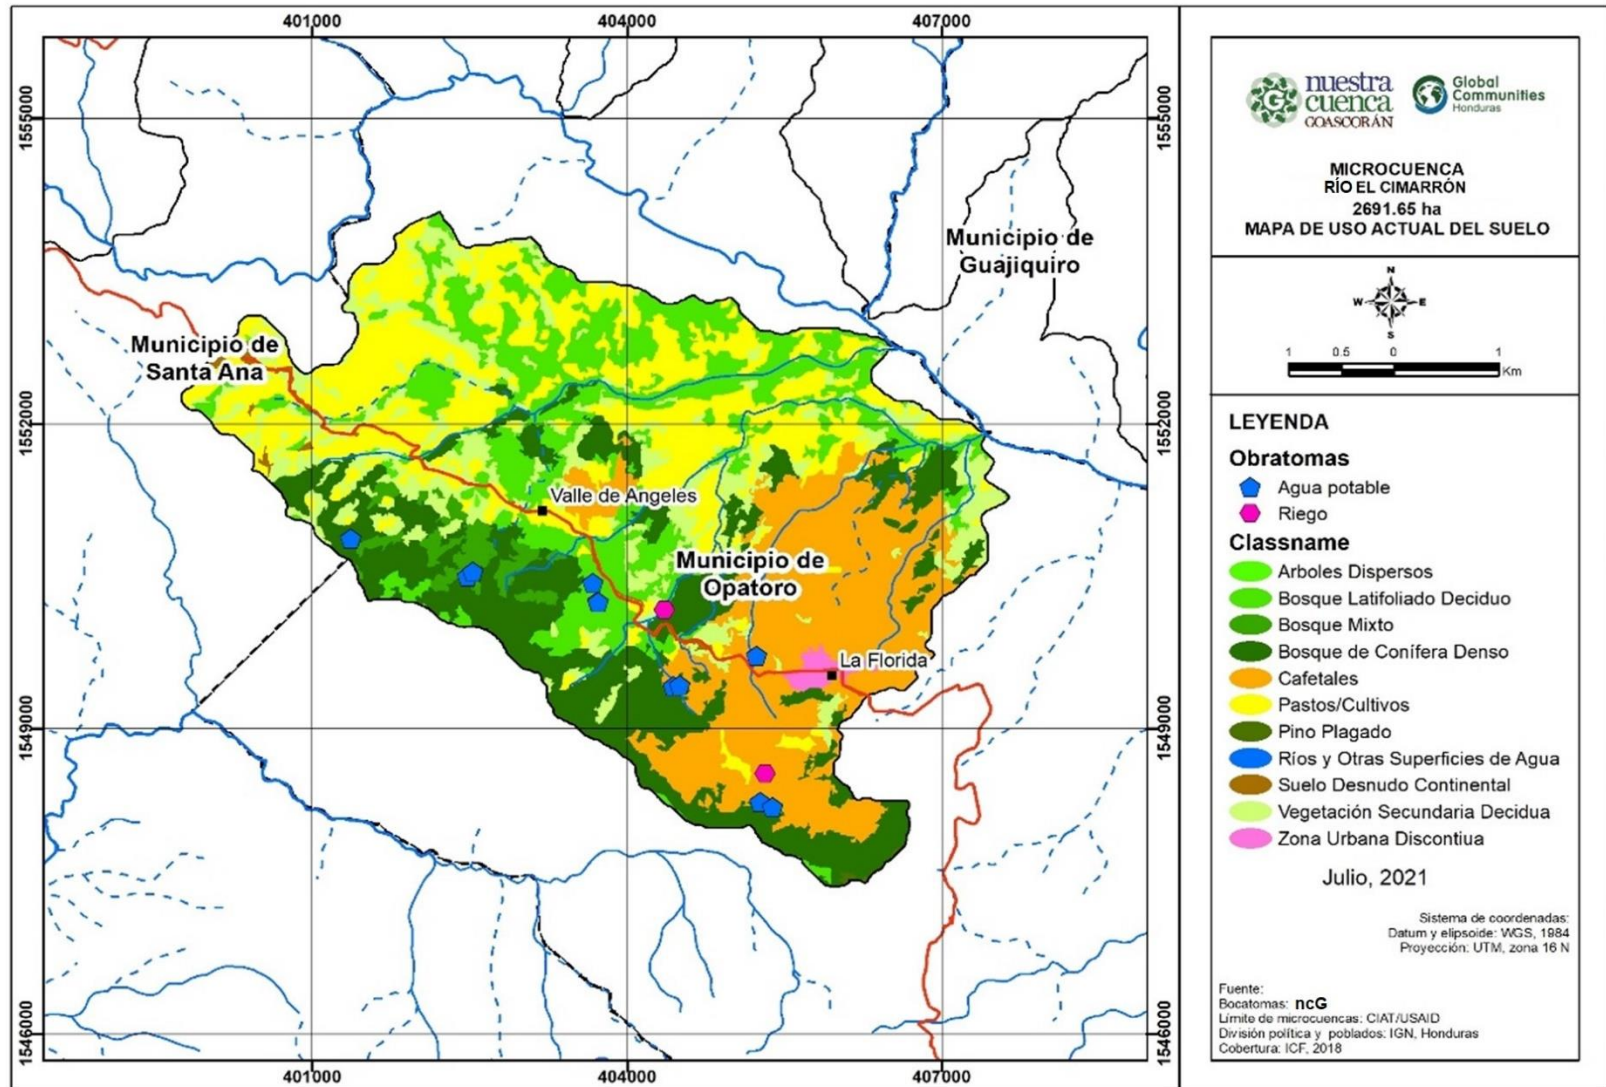 401000
404000
407000
1555000
1555000
1552000
1552000
1549000
1549000
1546000
1546000
401000
404000
407000
Municipio de
Guajiquiro
Municipio de
Santa Ana
Valle de Angeles
Municipio de
Opatoro
La Florida
nuestra
cuenca
GOASCORÁN
Global
Communities
Honduras
MICROCUENCA
RÍO EL CIMARRÓN
2691.65 ha
MAPA DE USO ACTUAL DEL SUELO
N
W
E
S
1 0.5 0 1
Km
LEYENDA
Obratomas
Agua potable
Riego
Classname
Arboles Dispersos
Bosque Latifoliado Deciduo
Bosque Mixto
Bosque de Conífera Denso
Cafetales
Pastos/Cultivos
Pino Plagado
Ríos y Otras Superficies de Agua
Suelo Desnudo Continental
Vegetación Secundaria Decidua
Zona Urbana Discontiua
Julio, 2021
Sistema de coordenadas:
Datum y elipsoide: WGS, 1984
Proyección: UTM, zona 16 N
Fuente:
Bocatomas: ncG
Límite de microcuencas: CIAT/USAID
División política y poblados: IGN, Honduras
Cobertura: ICF, 2018